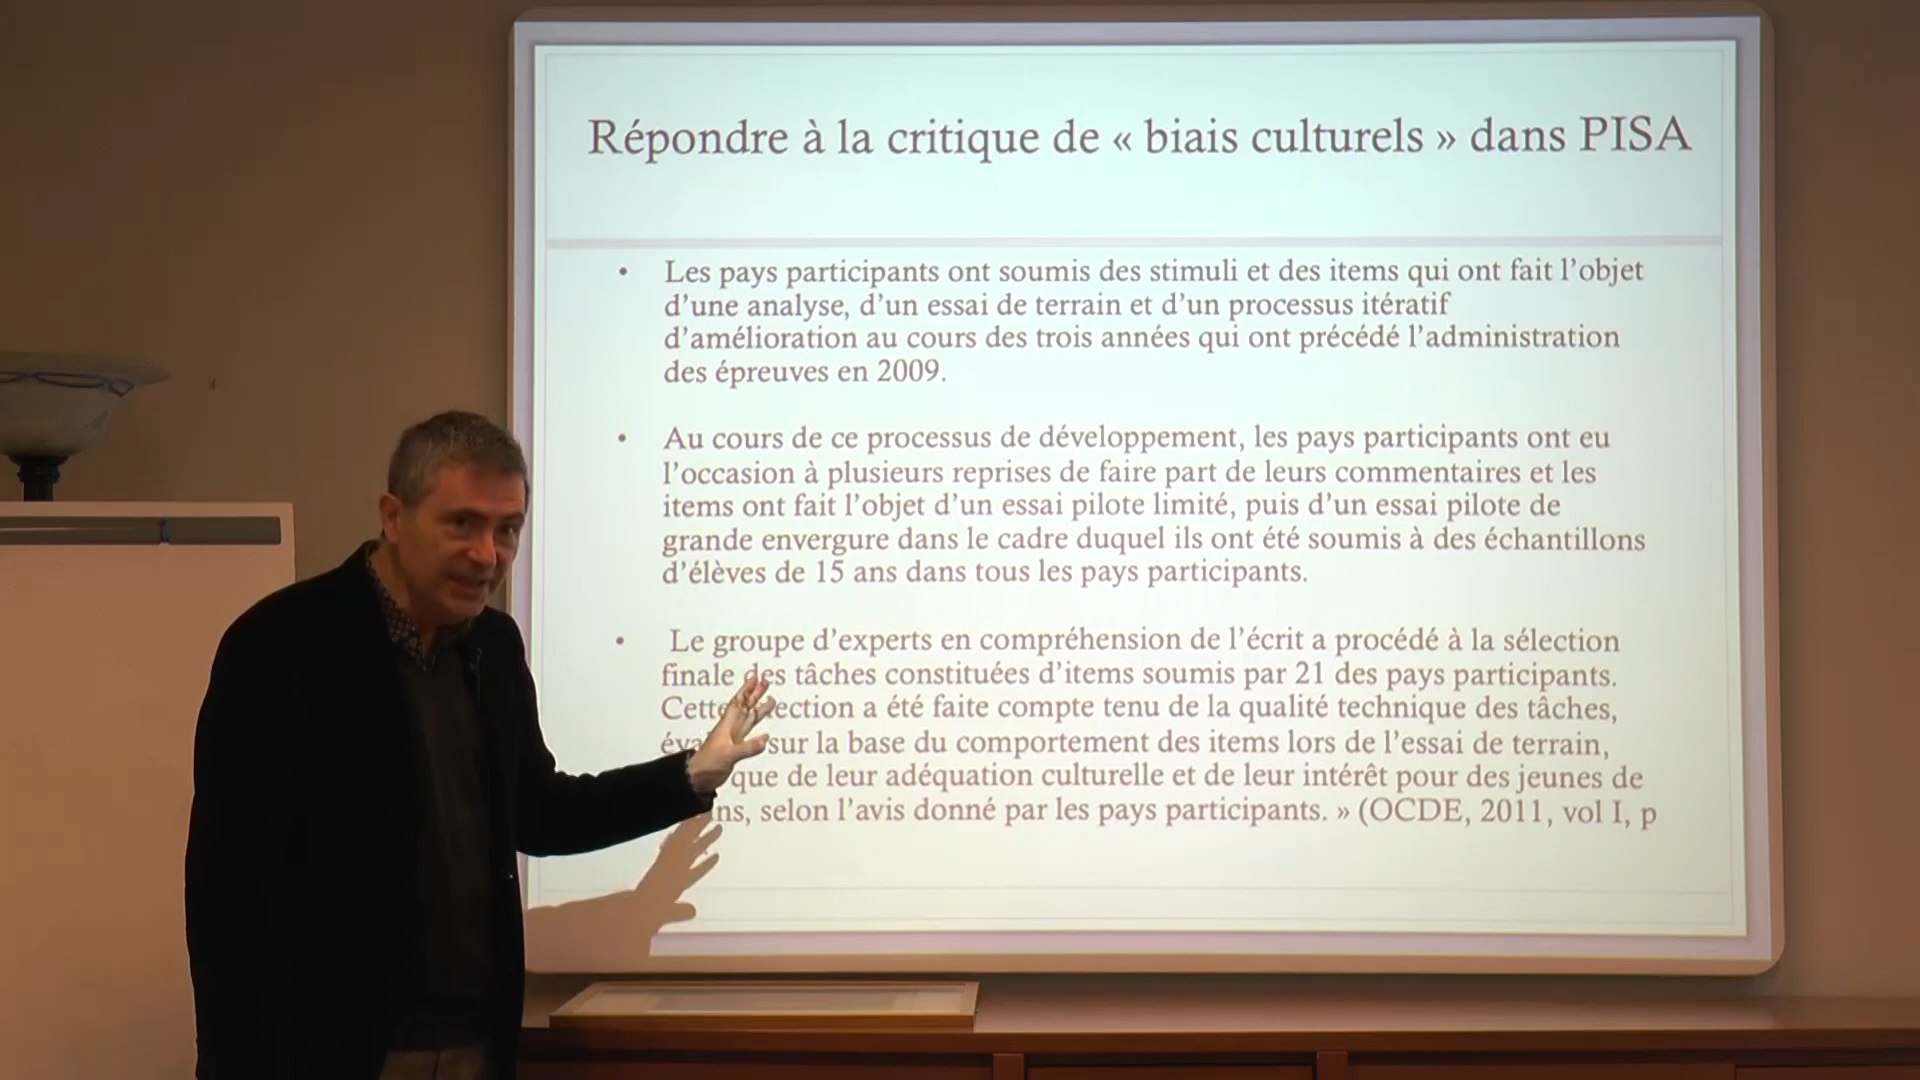 Répondre à la critique de « biais culturels » dans PISA
• Les pays participants ont soumis des stimuli et des items qui ont fait l’objet
d’une analyse, d’un essai de terrain et d’un processus itératif
d’amélioration au cours des trois années qui ont précédé l’administration
des épreuves en 2009.
• Au cours de ce processus de développement, les pays participants ont eu
l’occasion à plusieurs reprises de faire part de leurs commentaires et les
items ont fait l’objet d’un essai pilote limité, puis d’un essai pilote de
grande envergure dans le cadre duquel ils ont été soumis à des échantillons
d’élèves de 15 ans dans tous les pays participants.
• Le groupe d’experts en compréhension de l’écrit a procédé à la sélection
finale des tâches constituées d’items soumis par 21 des pays participants.
Cette a été faite compte tenu de la qualité technique des tâches,
sur la base du comportement des items lors de l’essai de terrain,
que de leur adéquation culturelle et de leur intérêt pour des jeunes de
selon l’avis donné par les pays participants. » (OCDE, 2011, vol I, p